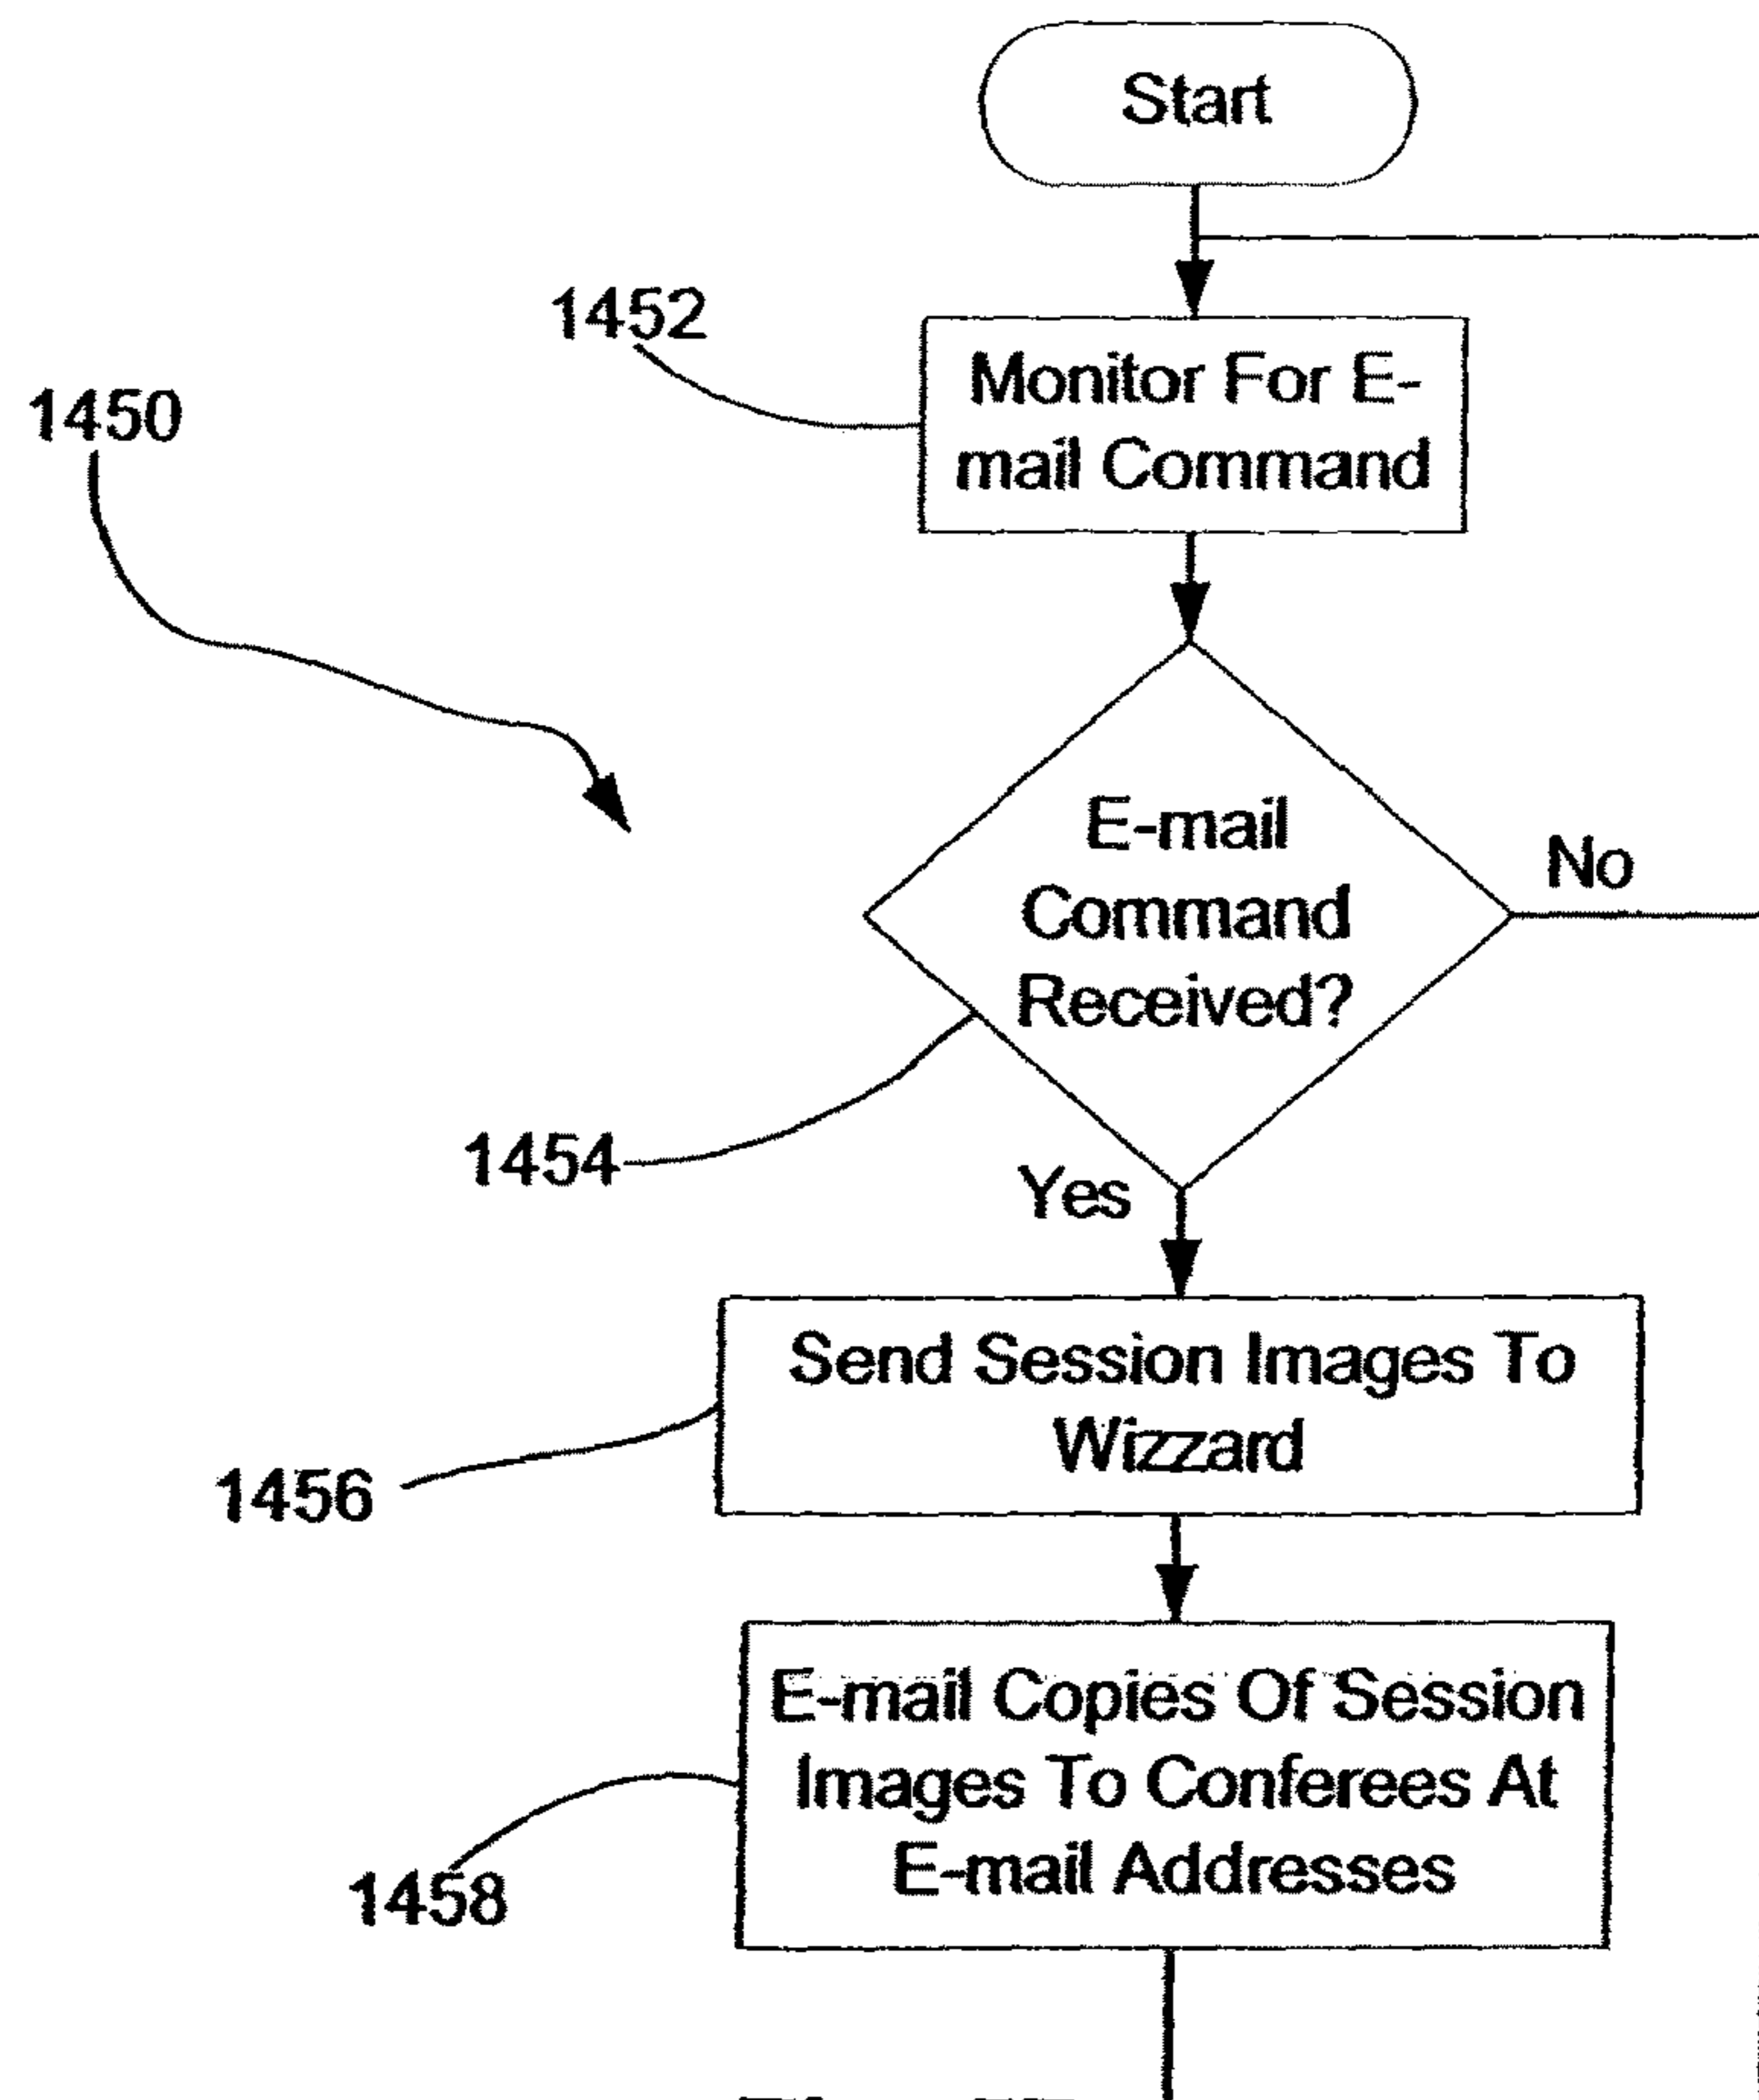 Start
1452
Monitor For E-
mail Command
1450
E-mail
Command
Received?
No
1454
Yes
Send Session Images To
Wizzard
1456
E-mail Copies Of Session
Images To Conferees At
E-mail Addresses
1458